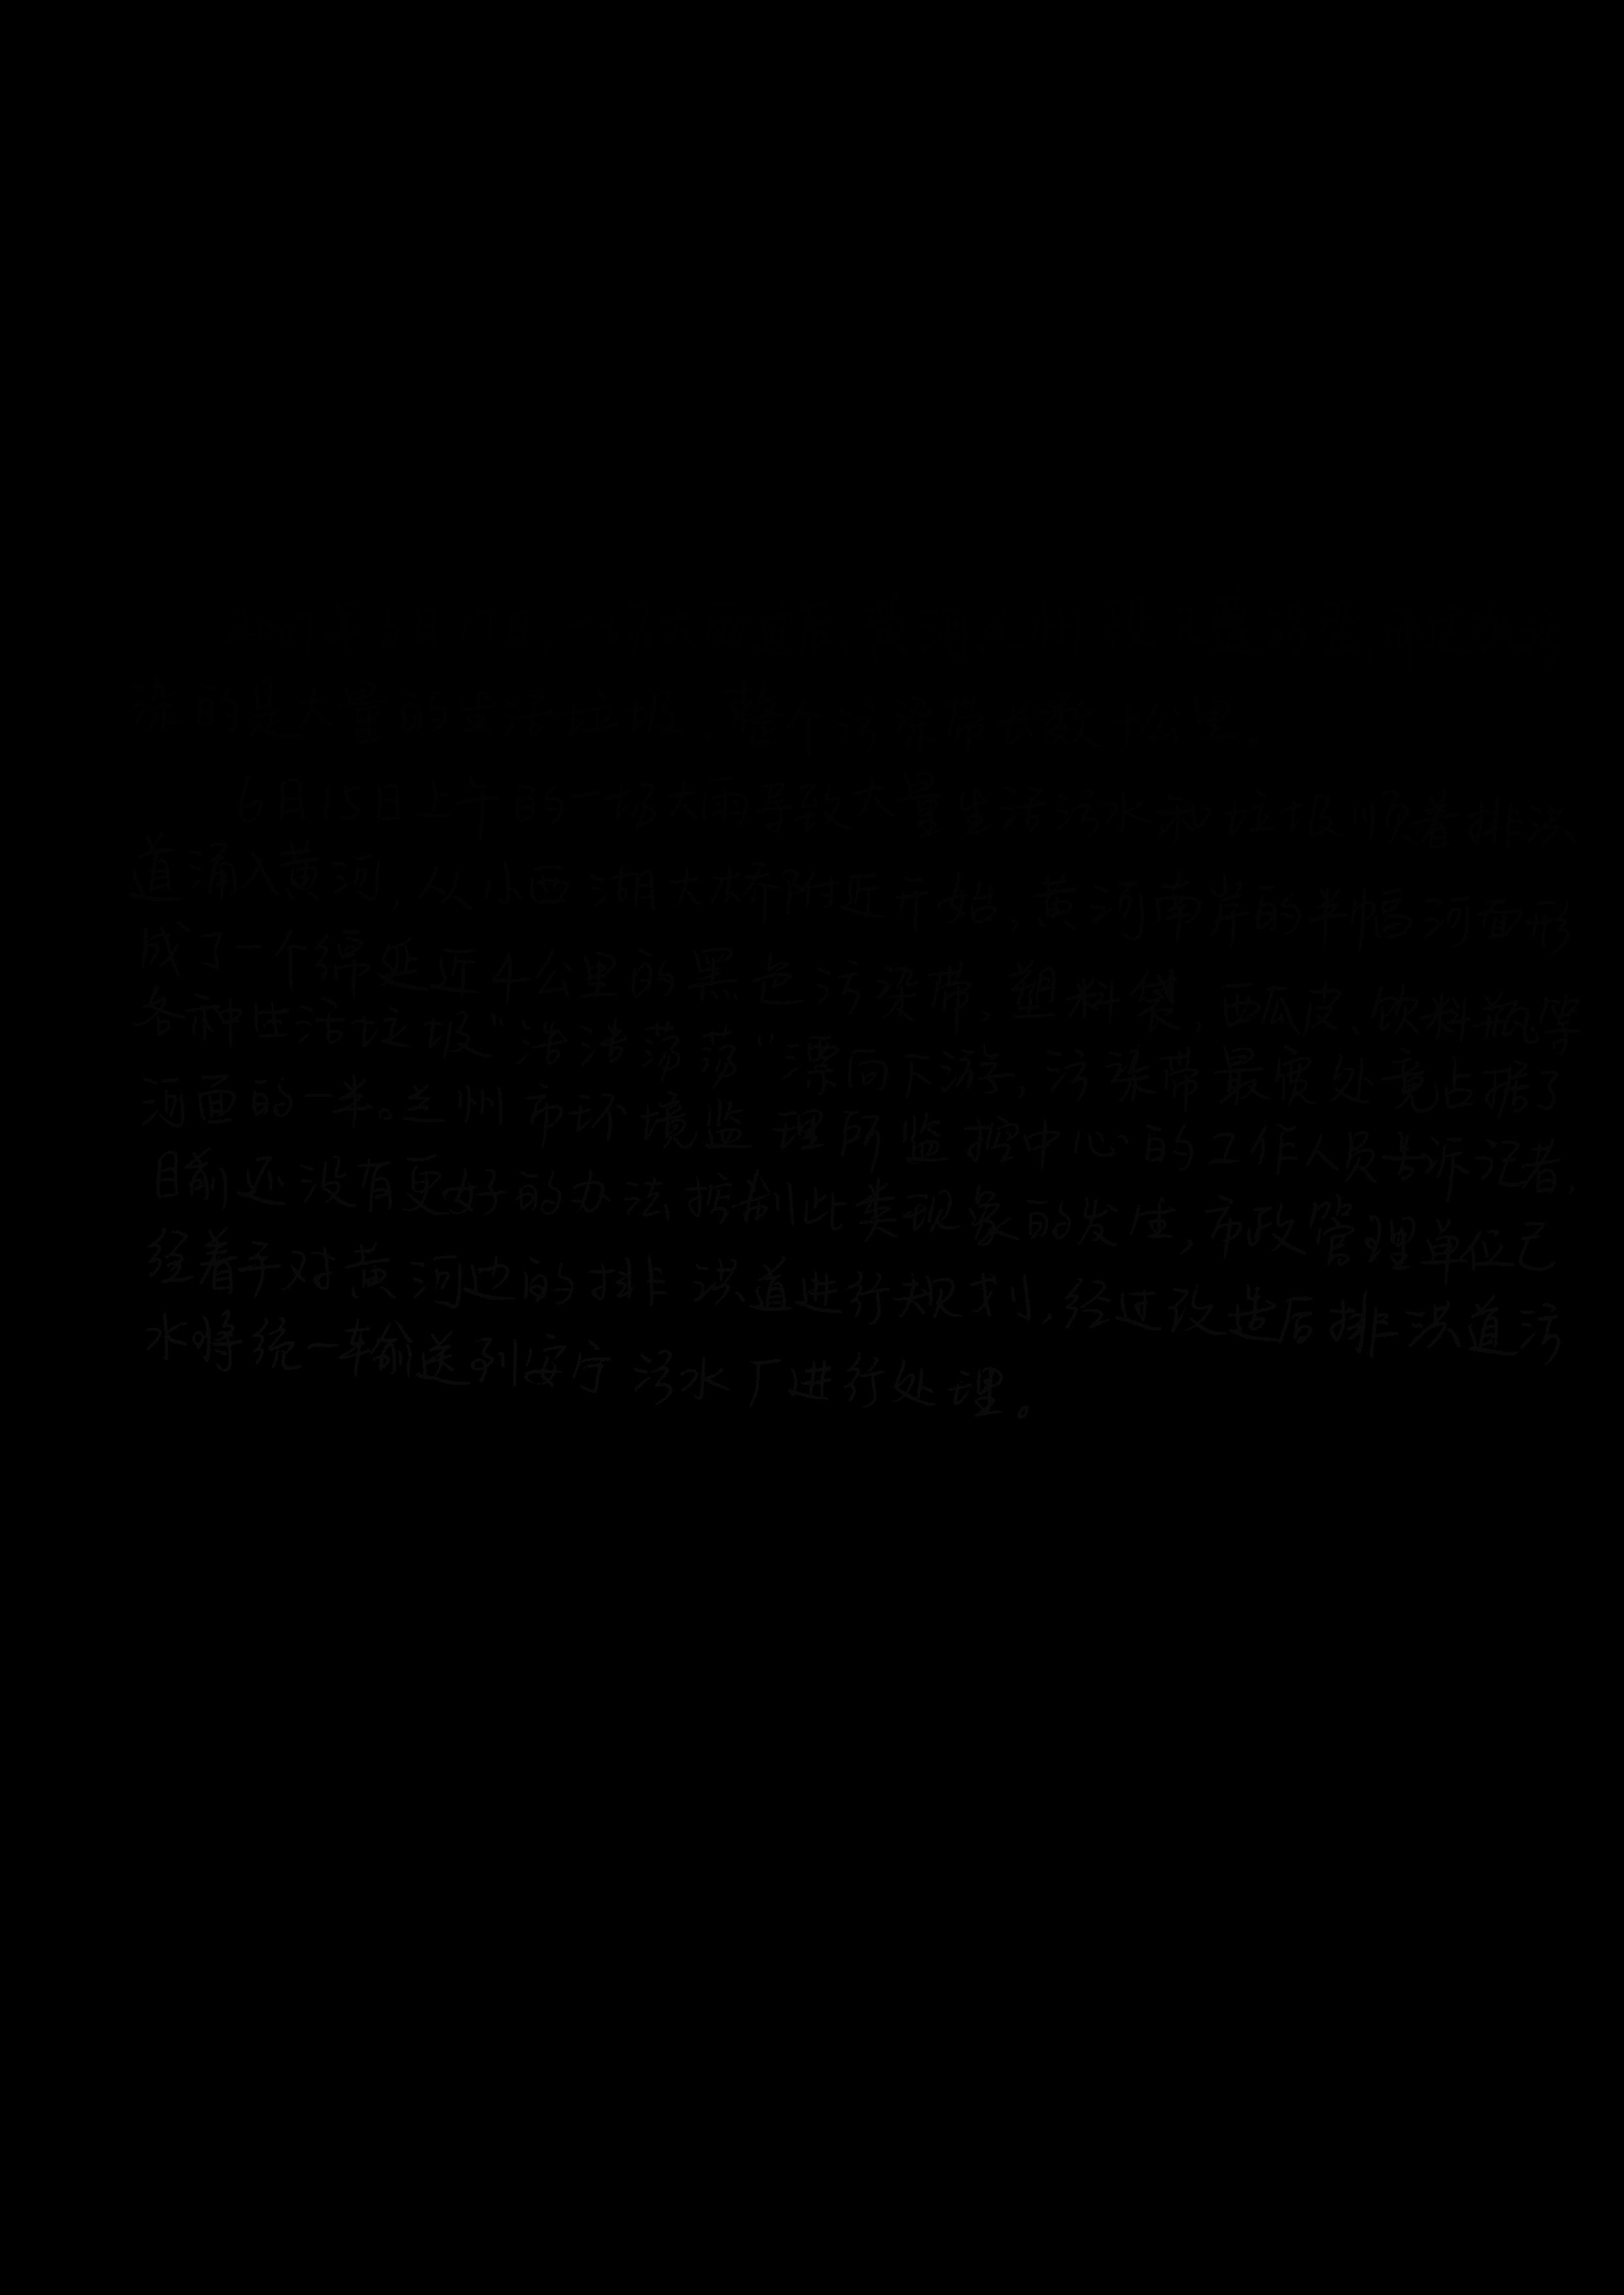 流的是大量的生活垃圾,整个污染带长数十公里.
6月15日上午的一场大雨导致大量生活污水和垃圾顺着排洪
道涌入黄河,从小西湖大桥附近开始,黄河南岸的半幅河面形
成了一个绵延近4公里的黑色污染带,塑料袋、西瓜皮、饮料瓶等
各种生活垃圾“浩浩荡荡”漂向下游,污染带最宽处竟占据了
河面的一半。兰州市环境监理所监控中心的工作人员告诉记者,
目前还没有更好的办法控制此类现象的发生,市政管理单位已
经着手对黄河边的排洪道进行规划,经过改造后排洪道污
水将统一输送到安宁污水厂进行处理。